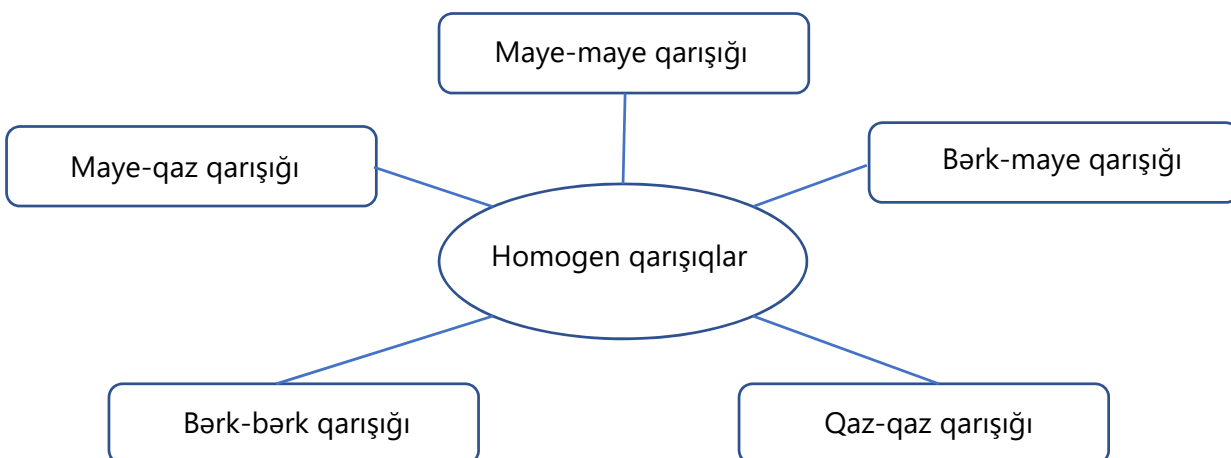 Maye-maye qarışığı
Maye-qaz qarışığı
Bərk-maye qarışığı
Homogen qarışıqlar
Bərk-bərk qarışığı
Qaz-qaz qarışığı